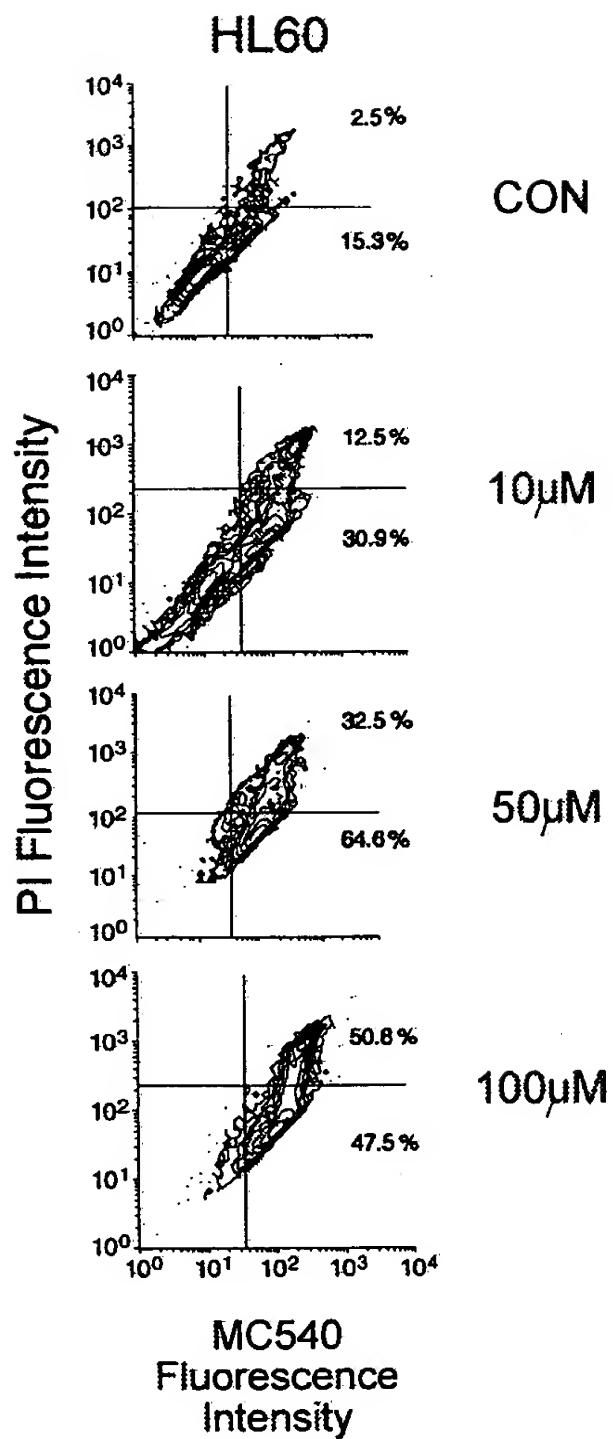 HL60
PI Fluorescence Intensity
10⁴
10³
10²
10¹
10⁰
2.5%
15.3%
CON
10⁴
10³
10²
10¹
10⁰
12.5%
30.9%
10µM
10⁴
10³
10²
10¹
10⁰
32.5%
64.6%
50µM
10⁴
10³
10²
10¹
10⁰
50.8%
47.5%
100µM
10⁰ 10¹ 10² 10³ 10⁴
MC540
Fluorescence
Intensity